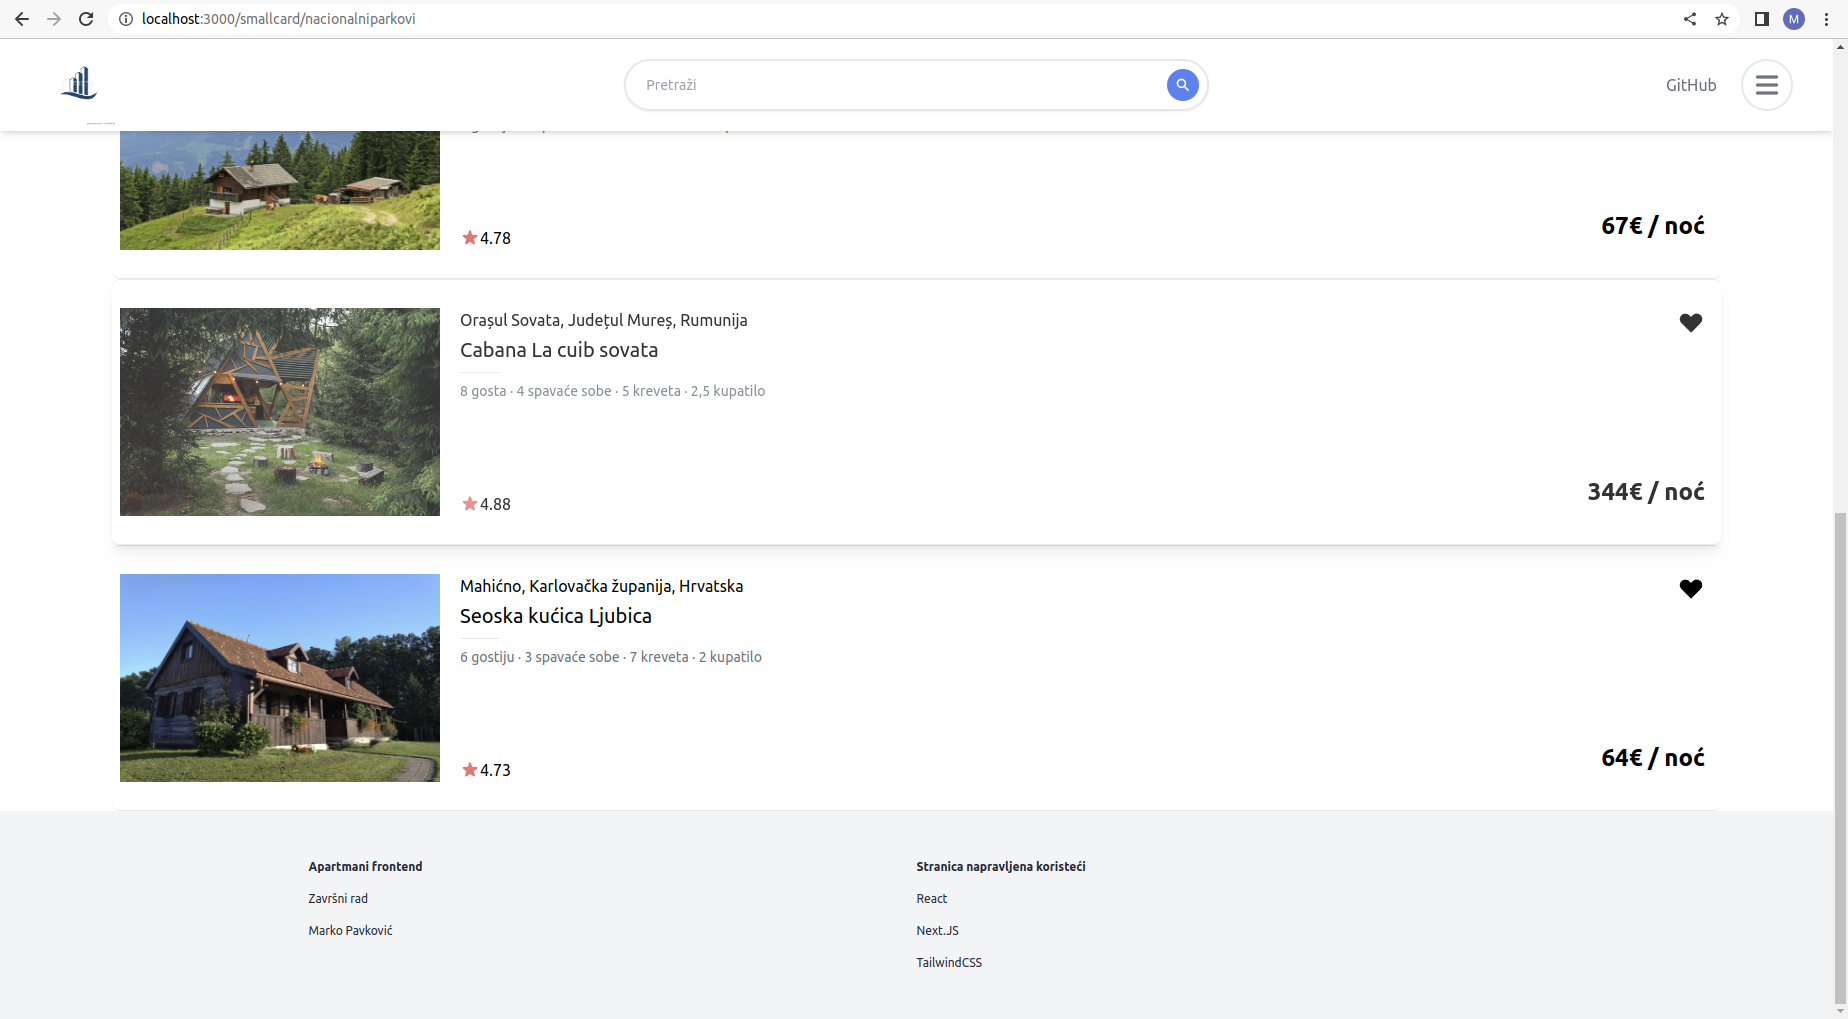 localhost:3000/smallcard/nacionalniparkovi
M
Pretraži
GitHub
4.78
67€ / noć
Orașul Sovata, Județul Mureș, Rumunija
Cabana La cuib sovata
8 gosta · 4 spavaće sobe · 5 kreveta · 2,5 kupatilo
4.88
344€ / noć
Mahićno, Karlovačka županija, Hrvatska
Seoska kućica Ljubica
6 gostiju · 3 spavaće sobe · 7 kreveta · 2 kupatilo
4.73
64€ / noć
Apartmani frontend
Završni rad
Marko Pavković
Stranica napravljena koristeći
React
Next.JS
TailwindCSS